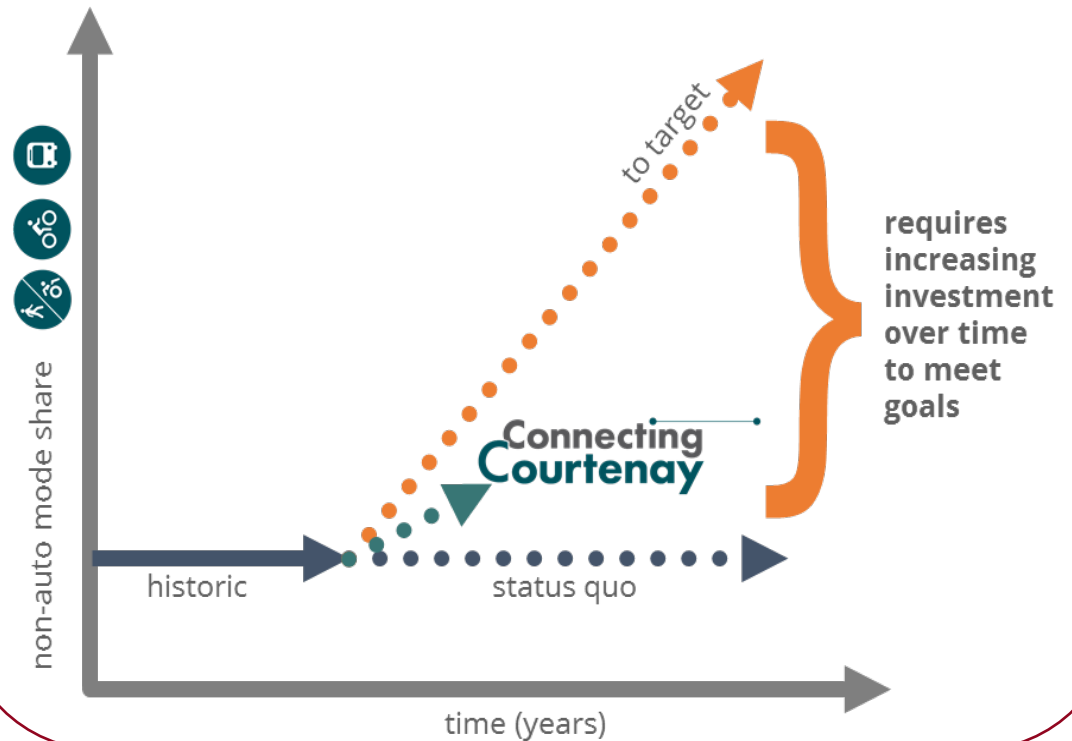 to target
requires
increasing
investment
over time
to meet
goals
Connecting
Courtenay
non-auto mode share
historic
status quo
time (years)